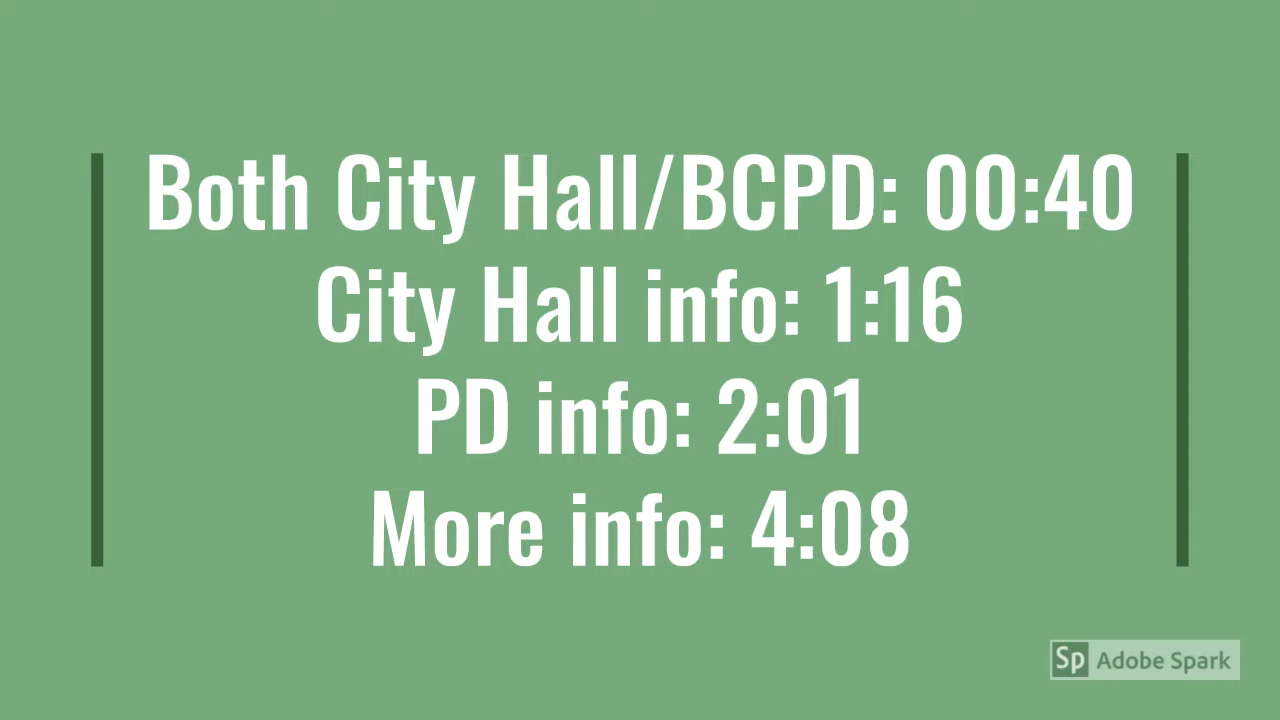 Both City Hall/BCPD: 00:40
City Hall info: 1:16
PD info: 2:01
More info: 4:08
Sp Adobe Spark